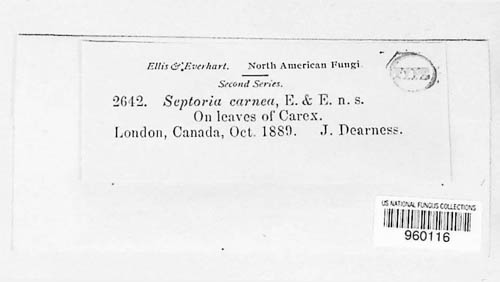 Ellis & Everhart. North American Fungi
Second Series.
2642. Septoria carnea, E. & E. n. s.
On leaves of Carex.
London, Canada, Oct. 1889. J. Dearness.
US NATIONAL FUNGUS COLLECTIONS
960116